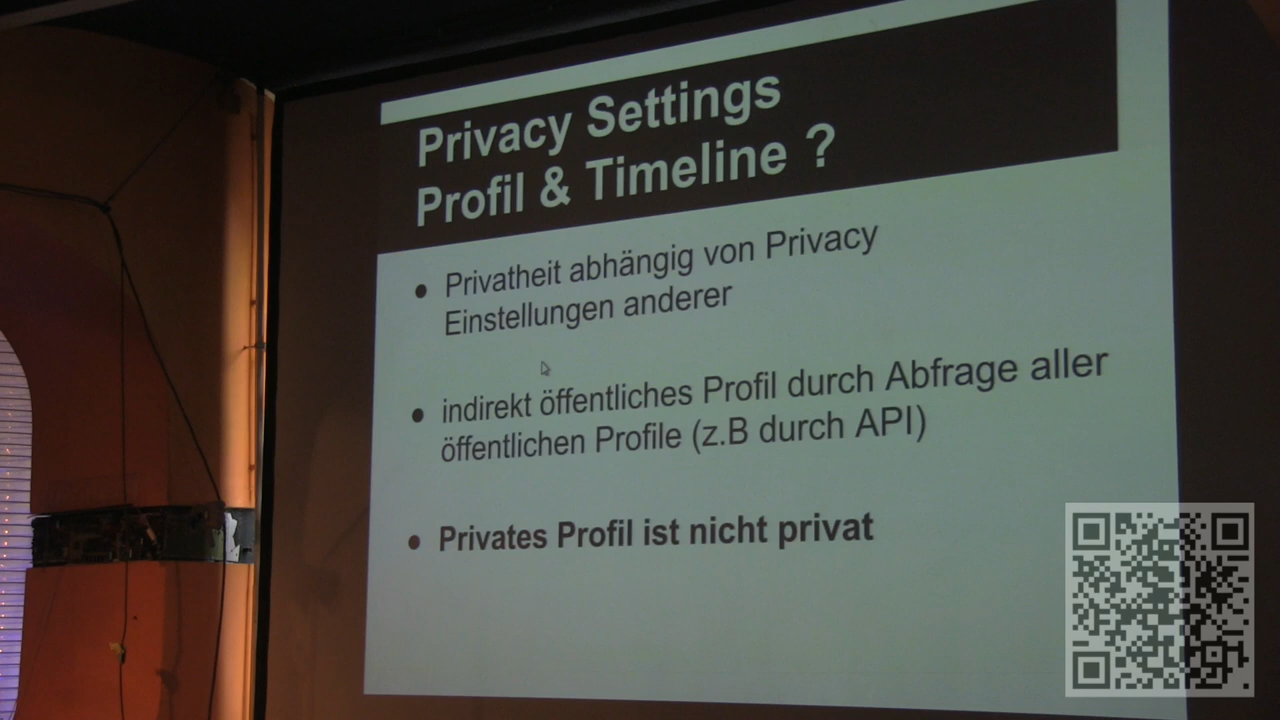 Privacy Settings
Profil & Timeline ?
• Privatheit abhängig von Privacy
Einstellungen anderer
• indirekt öffentliches Profil durch Abfrage aller
öffentlichen Profile (z.B durch API)
• Privates Profil ist nicht privat